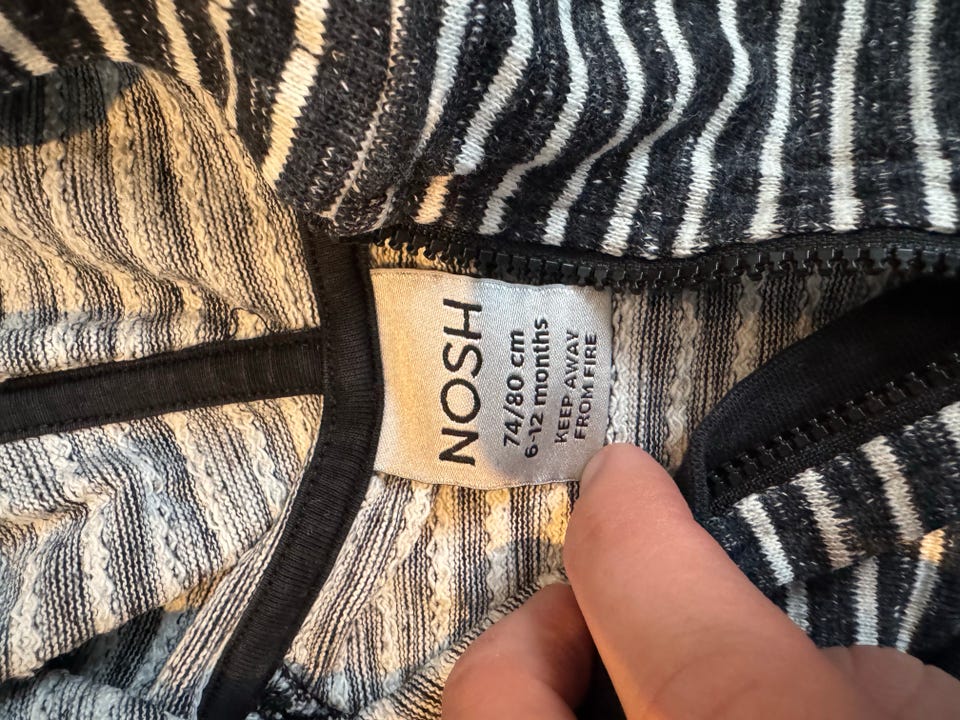 NOSH
74/80 cm
6-12 months
KEEP AWAY
FROM FIRE